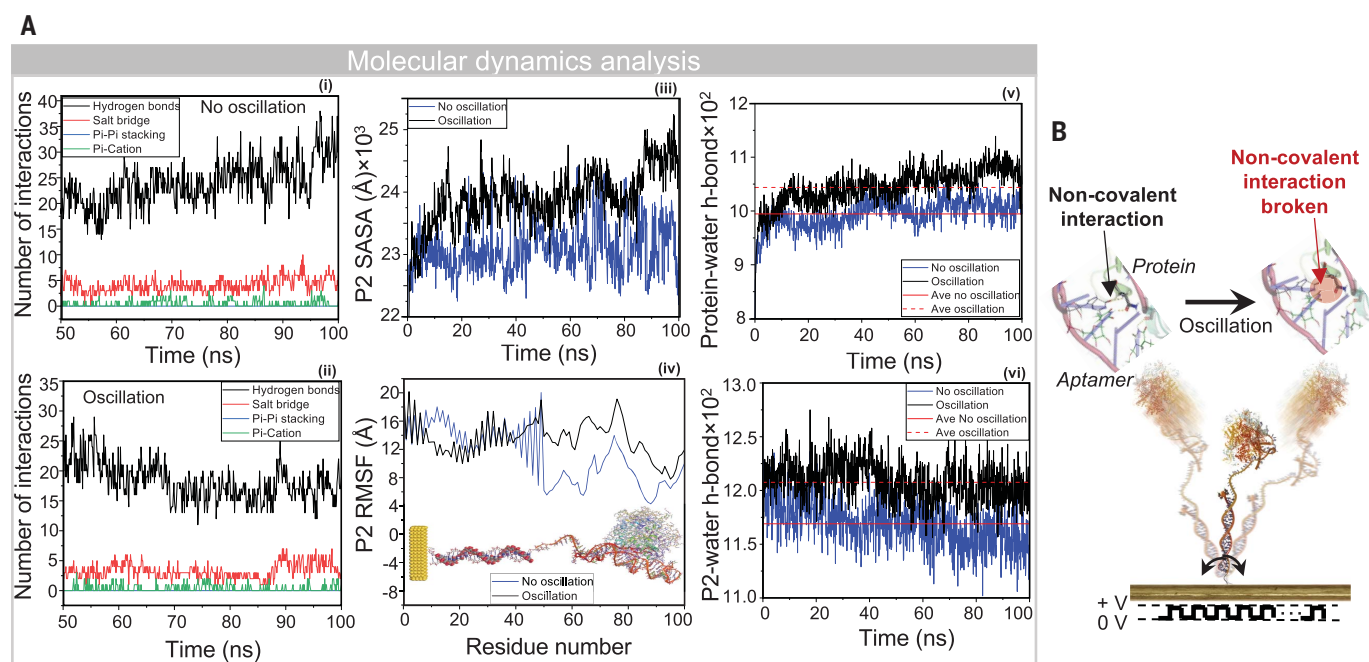 A
Molecular dynamics analysis
(i)
No oscillation
Hydrogen bonds
Salt bridge
Pi-Pi stacking
Pi-Cation
Number of interactions
40
35
30
25
20
15
10
5
0
50 60 70 80 90 100
Time (ns)
(iii)
No oscillation
Oscillation
P2 SASA (Å)×10³
25
24
23
22
0 20 40 60 80 100
Time (ns)
(v)
Protein-water h-bond×10²
12
11
10
9
8
No oscillation
Oscillation
Ave no oscillation
Ave oscillation
0 20 40 60 80 100
Time (ns)
(ii)
Oscillation
Hydrogen bonds
Salt bridge
Pi-Pi stacking
Pi-Cation
Number of interactions
35
30
25
20
15
10
5
0
50 60 70 80 90 100
Time (ns)
(iv)
P2 RMSF (Å)
20
16
12
8
4
0
-4
-8
No oscillation
Oscillation
0 20 40 60 80 100
Residue number
(vi)
No oscillation
Oscillation
Ave No oscillation
Ave oscillation
P2-water h-bond×10²
13.0
12.5
12.0
11.5
11.0
0 20 40 60 80 100
Time (ns)
B
Non-covalent
interaction
Non-covalent
interaction
broken
Protein
Oscillation
Aptamer
+ V
0 V